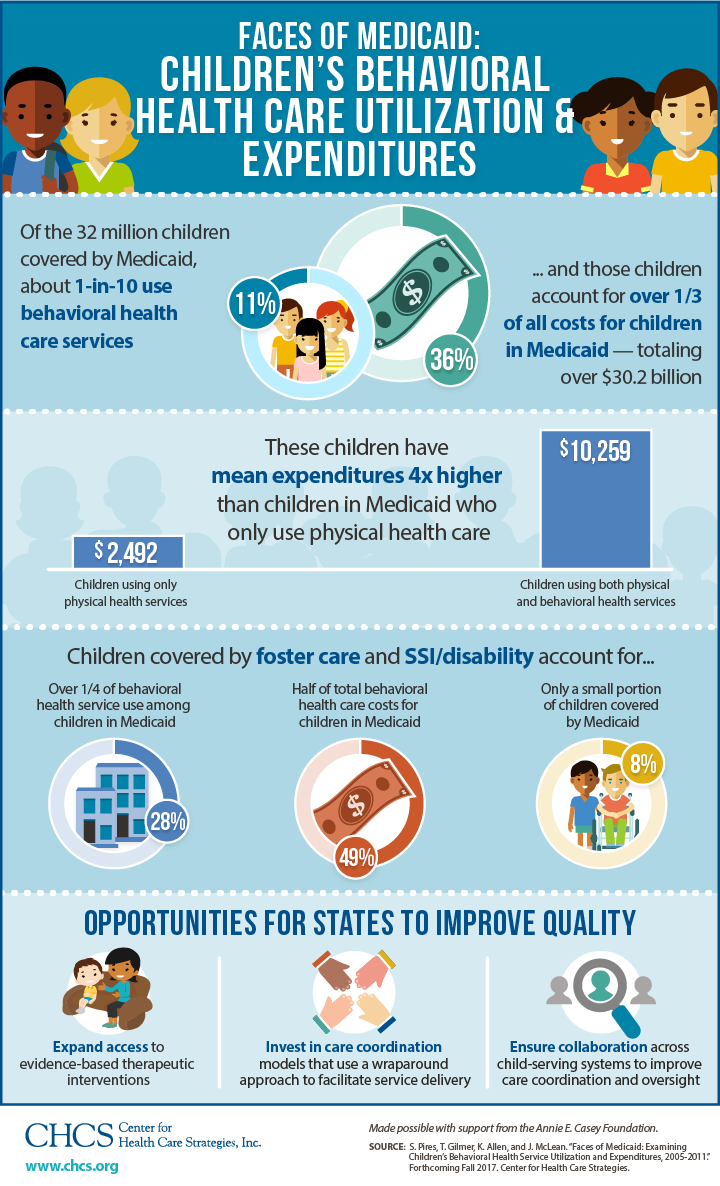 FACES OF MEDICAID:
CHILDREN'S BEHAVIORAL
HEALTH CARE UTILIZATION &
EXPENDITURES
Of the 32 million children
covered by Medicaid,
about 1-in-10 use
behavioral health
care services
11%
36%
... and those children
account for over 1/3
of all costs for children
in Medicaid — totaling
over $30.2 billion
These children have
mean expenditures 4x higher
than children in Medicaid who
only use physical health care
$2,492
Children using only
physical health services
$10,259
Children using both physical
and behavioral health services
Children covered by foster care and SSI/disability account for...
Over 1/4 of behavioral
health service use among
children in Medicaid
28%
Half of total behavioral
health care costs for
children in Medicaid
$
49%
Only a small portion
of children covered
by Medicaid
8%
OPPORTUNITIES FOR STATES TO IMPROVE QUALITY
Expand access to
evidence-based therapeutic
interventions
Invest in care coordination
models that use a wraparound
approach to facilitate service delivery
Ensure collaboration across
child-serving systems to improve
care coordination and oversight
CHCS Center for
Health Care Strategies, Inc.
www.chcs.org
Made possible with support from the Annie E. Casey Foundation.
SOURCE: S. Pires, T. Gilmer, K. Allen, and J. McLean. "Faces of Medicaid: Examining
Children's Behavioral Health Service Utilization and Expenditures, 2005-2011."
Forthcoming Fall 2017. Center for Health Care Strategies.